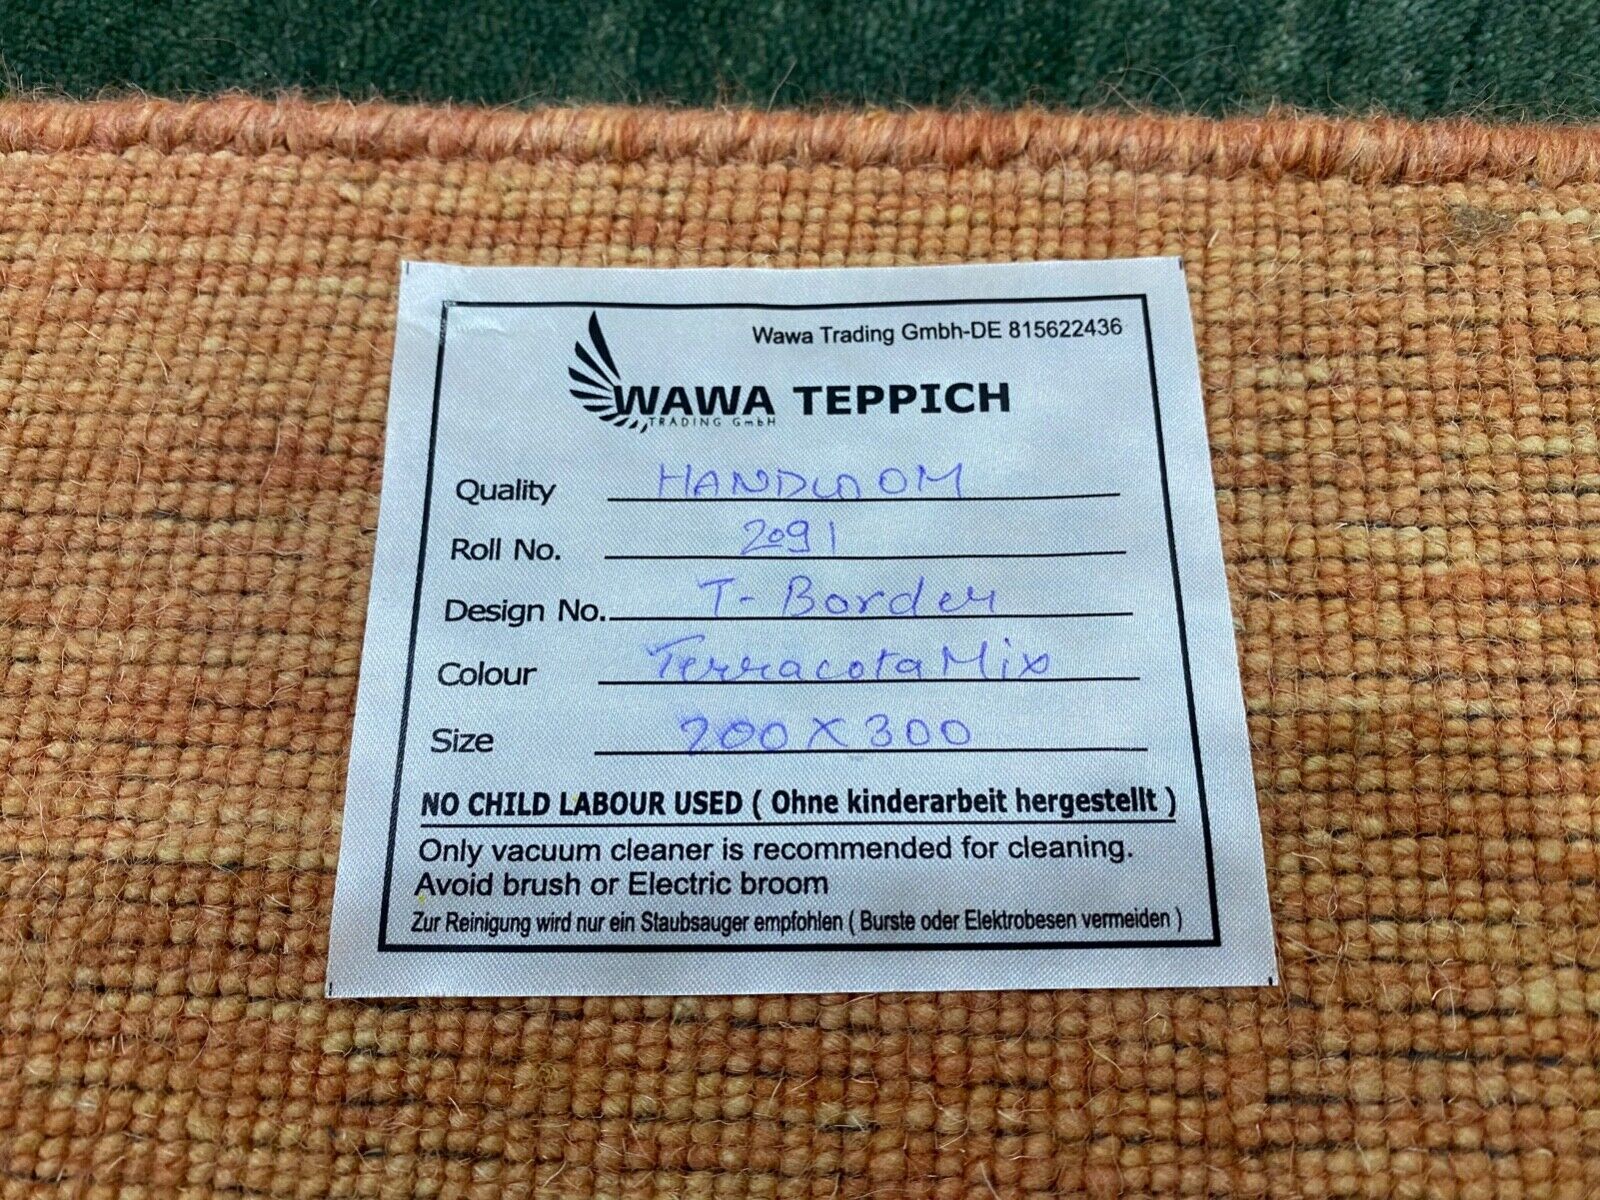 Wawa Trading Gmbh-DE 815622436
WAWA TEPPICH
TRADING GmbH
Quality HANDLOOM
Roll No. 2091
Design No. T-Border
Colour Terracota Mix
Size 200 X 300
NO CHILD LABOUR USED ( Ohne kinderarbeit hergestellt )
Only vacuum cleaner is recommended for cleaning.
Avoid brush or Electric broom
Zur Reinigung wird nur ein Staubsauger empfohlen ( Burste oder Elektrobesen vermeiden )